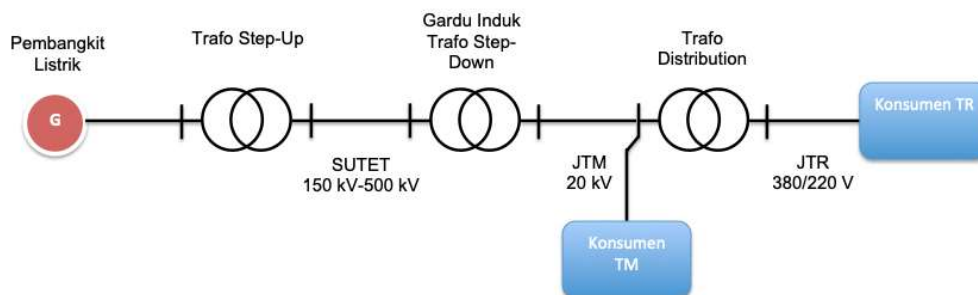 Pembangkit
Listrik
Trafo Step-Up
Gardu Induk
Trafo Step-
Down
Trafo
Distribution
G
Konsumen TR
SUTET
150 kV-500 kV
JTM
20 kV
JTR
380/220 V
Konsumen
TM